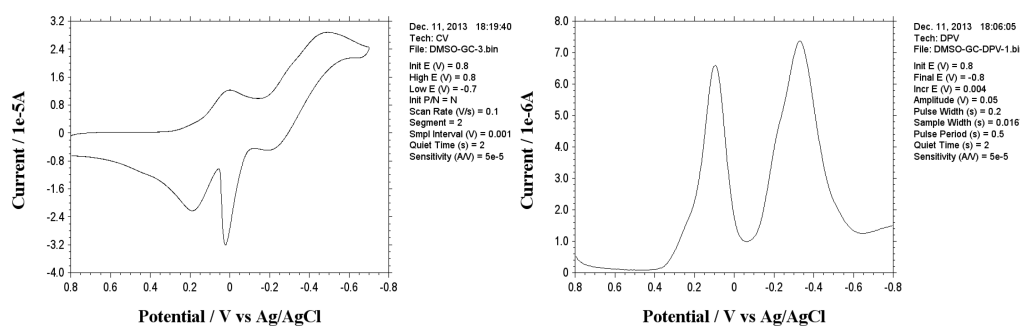 3.2
2.4
1.6
0.8
0
-0.8
-1.6
-2.4
-3.2
-4.0
Current / 1e-5A
0.8 0.6 0.4 0.2 0 -0.2 -0.4 -0.6 -0.8
Potential / V vs Ag/AgCl
Dec. 11, 2013 18:19:40
Tech: CV
File: DMSO-GC-3.bin
Init E (V) = 0.8
High E (V) = 0.8
Low E (V) = -0.7
Init P/N = N
Scan Rate (V/s) = 0.1
Segment = 2
Smpl Interval (V) = 0.001
Quiet Time (s) = 2
Sensitivity (A/V) = 5e-5
8.0
7.0
6.0
5.0
4.0
3.0
2.0
1.0
0
Current / 1e-6A
0.8 0.6 0.4 0.2 0 -0.2 -0.4 -0.6 -0.8
Potential / V vs Ag/AgCl
Dec. 11, 2013 18:06:05
Tech: DPV
File: DMSO-GC-DPV-1.bi
Init E (V) = 0.8
Final E (V) = -0.8
Incr E (V) = 0.004
Amplitude (V) = 0.05
Pulse Width (s) = 0.2
Sample Width (s) = 0.016
Pulse Period (s) = 0.5
Quiet Time (s) = 2
Sensitivity (A/V) = 5e-5